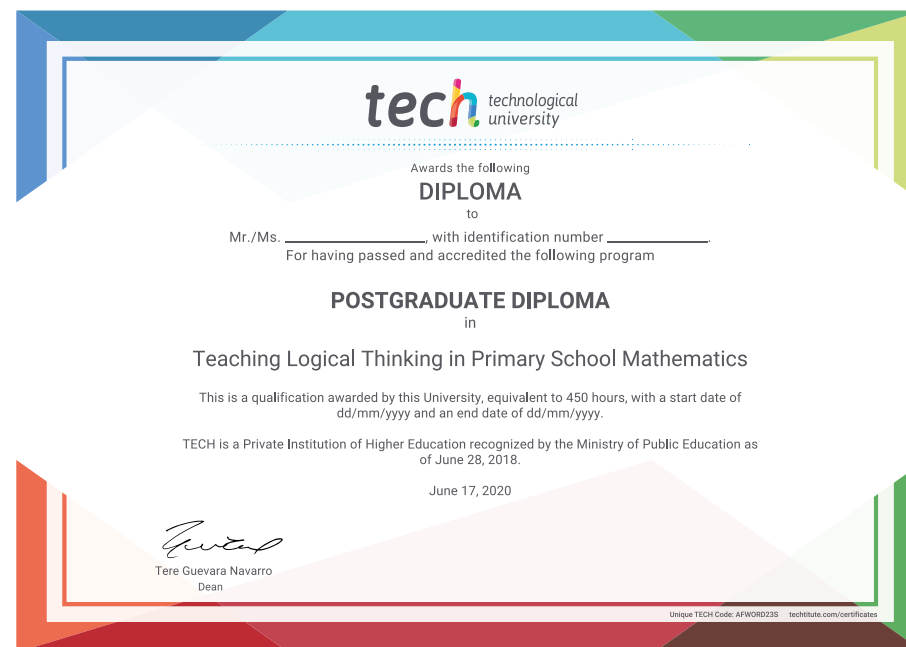 tech technological
university
Awards the following
DIPLOMA
to
Mr./Ms. ____________________, with identification number ______________.
For having passed and accredited the following program
POSTGRADUATE DIPLOMA
in
Teaching Logical Thinking in Primary School Mathematics
This is a qualification awarded by this University, equivalent to 450 hours, with a start date of
dd/mm/yyyy and an end date of dd/mm/yyyy.
TECH is a Private Institution of Higher Education recognized by the Ministry of Public Education as
of June 28, 2018.
June 17, 2020
Tere Guevara Navarro
Dean
Unique TECH Code: AFWORD23S techtitute.com/certificates